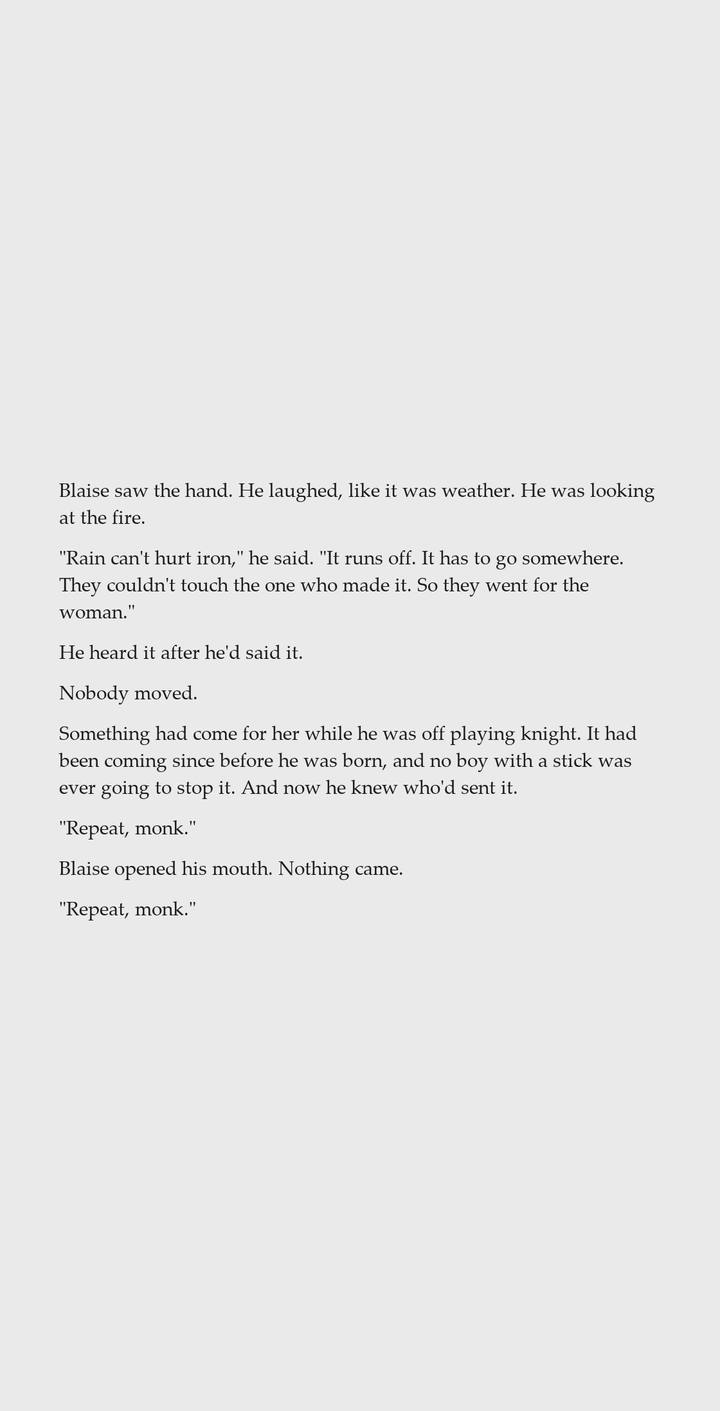 Blaise saw the hand. He laughed, like it was weather. He was looking
at the fire.
"Rain can't hurt iron," he said. "It runs off. It has to go somewhere.
They couldn't touch the one who made it. So they went for the
woman."
He heard it after he'd said it.
Nobody moved.
Something had come for her while he was off playing knight. It had
been coming since before he was born, and no boy with a stick was
ever going to stop it. And now he knew who'd sent it.
"Repeat, monk."
Blaise opened his mouth. Nothing came.
"Repeat, monk."